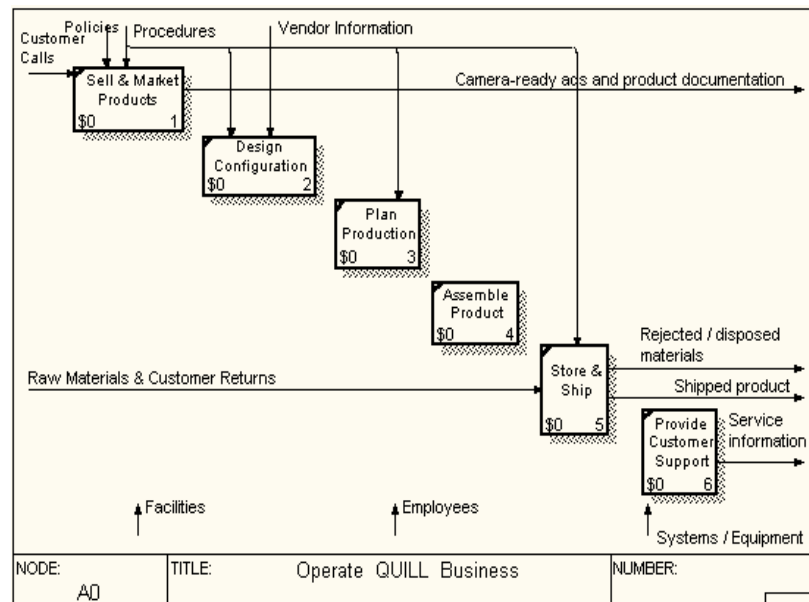 Policies
Procedures
Vendor Information
Customer
Calls
Sell & Market
Products
$0 1
Camera-ready ads and product documentation
Design
Configuration
$0 2
Plan
Production
$0 3
Assemble
Product
$0 4
Rejected / disposed
materials
Store &
Ship
$0 5
Raw Materials & Customer Returns
Shipped product
Provide
Customer
Support
$0 6
Service
information
Facilities
Employees
Systems / Equipment
NODE:
A0
TITLE:
Operate QUILL Business
NUMBER: